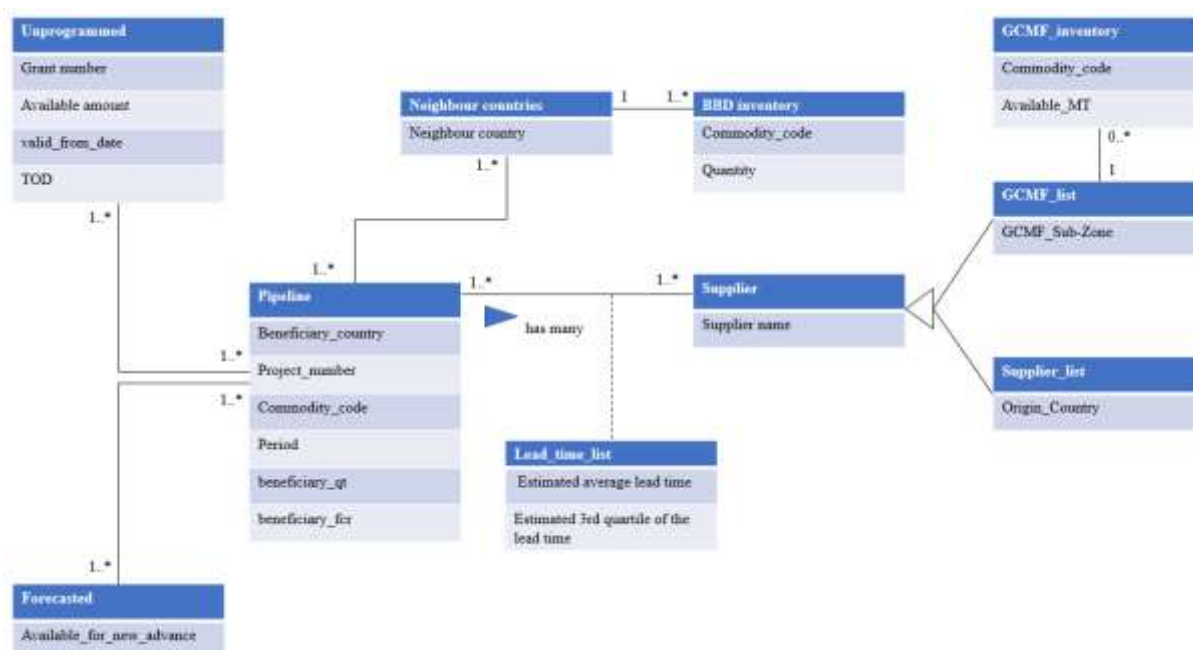 Unprogrammed
Grant number
Available amount
valid_from_date
TOD
1..*
Neighbour countries
Neighbour country
1..*
1
1..*
BBD inventory
Commodity_code
Quantity
GCMF_inventory
Commodity_code
Available_MT
0..*
1
GCMF_list
GCMF_Sub-Zone
1..*
Pipeline
Beneficiary_country
Project_number
Commodity_code
Period
beneficiary_qt
beneficiary_fcr
1..*
1..*
1..*
has many
1..*
Supplier
Supplier name
Supplier_list
Origin_Country
Lead_time_list
Estimated average lead time
Estimated 3rd quartile of the
lead time
1..*
Forecasted
Available_for_new_advance